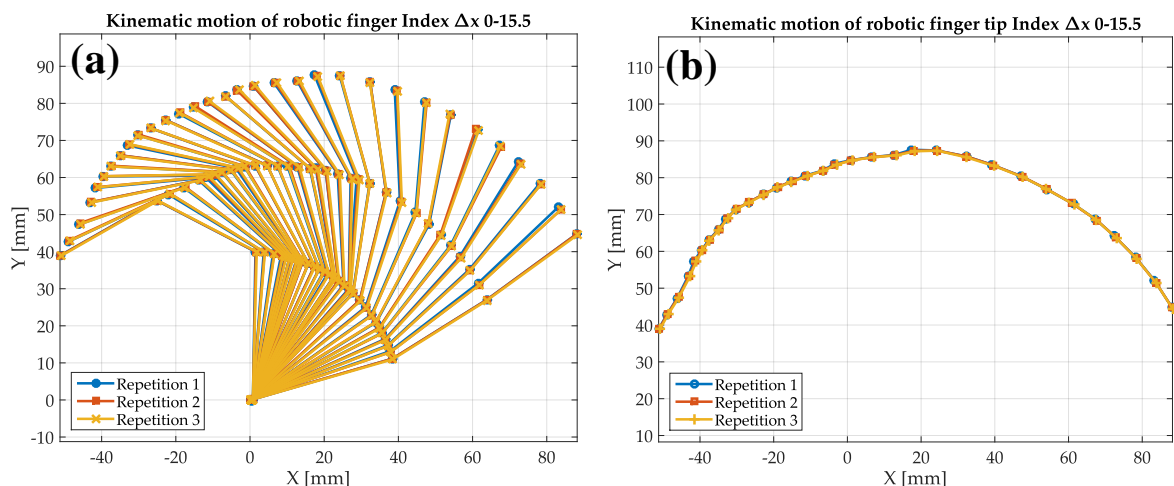 Kinematic motion of robotic finger Index Δx 0-15.5
(a)
90
80
70
60
50
40
30
20
10
0
-10
Y [mm]
-40 -20 0 20 40 60 80
X [mm]
Repetition 1
Repetition 2
Repetition 3
Kinematic motion of robotic finger tip Index Δx 0-15.5
(b)
110
100
90
80
70
60
50
40
30
20
10
Y [mm]
-40 -20 0 20 40 60 80
X [mm]
Repetition 1
Repetition 2
Repetition 3